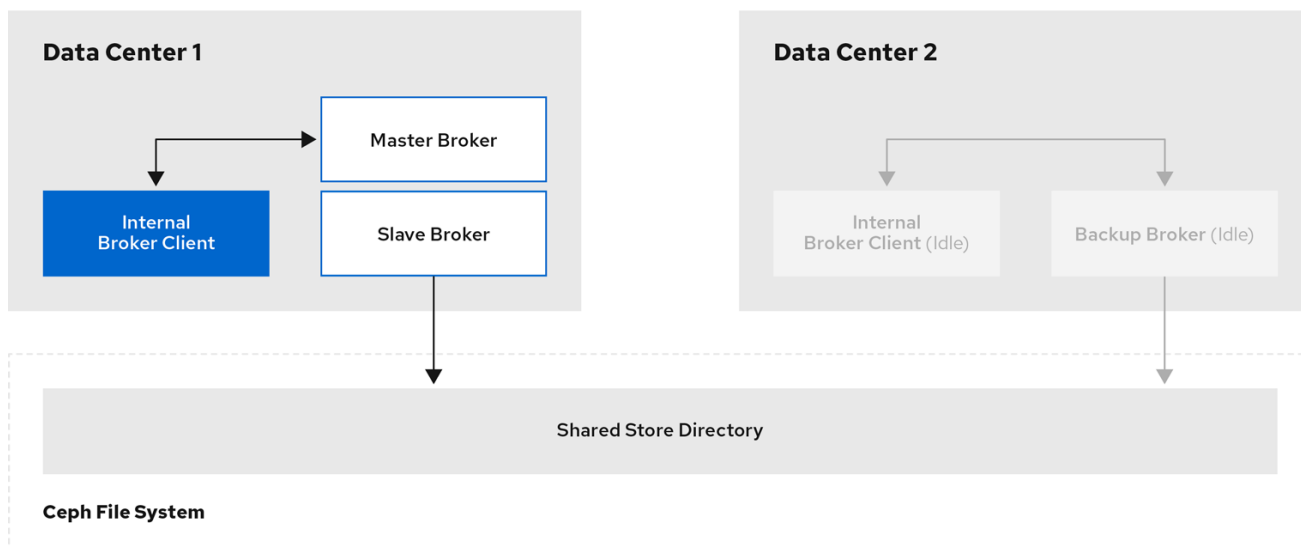 Data Center 1
Data Center 2
Master Broker
Internal
Broker Client
Slave Broker
Internal
Broker Client (Idle)
Backup Broker (Idle)
Shared Store Directory
Ceph File System